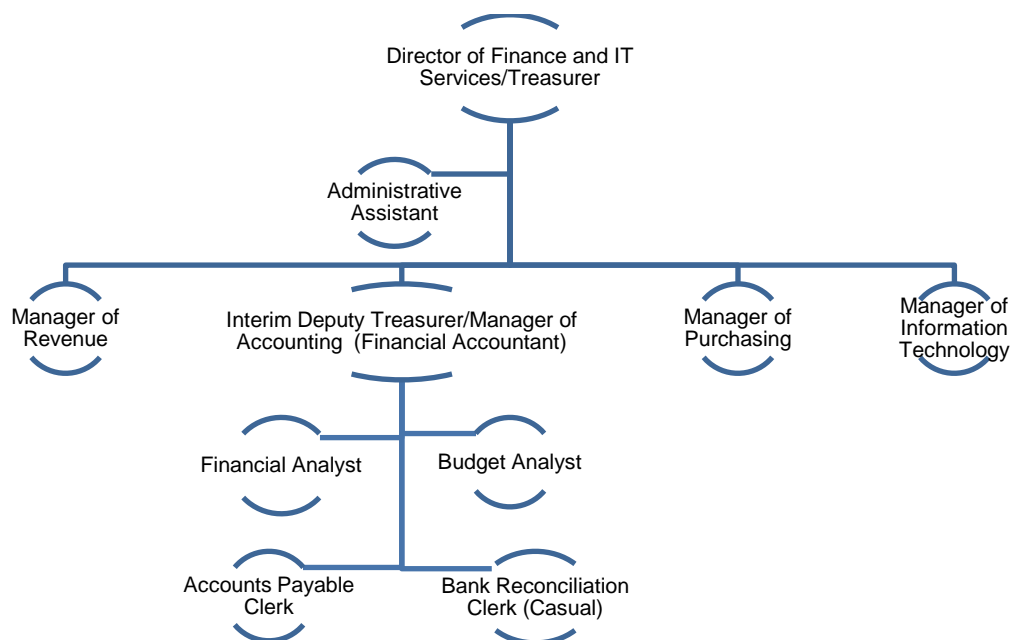 Director of Finance and IT
Services/Treasurer
Administrative
Assistant
Manager of
Revenue
Interim Deputy Treasurer/Manager of
Accounting (Financial Accountant)
Manager of
Purchasing
Manager of
Information
Technology
Financial Analyst
Budget Analyst
Accounts Payable
Clerk
Bank Reconciliation
Clerk (Casual)